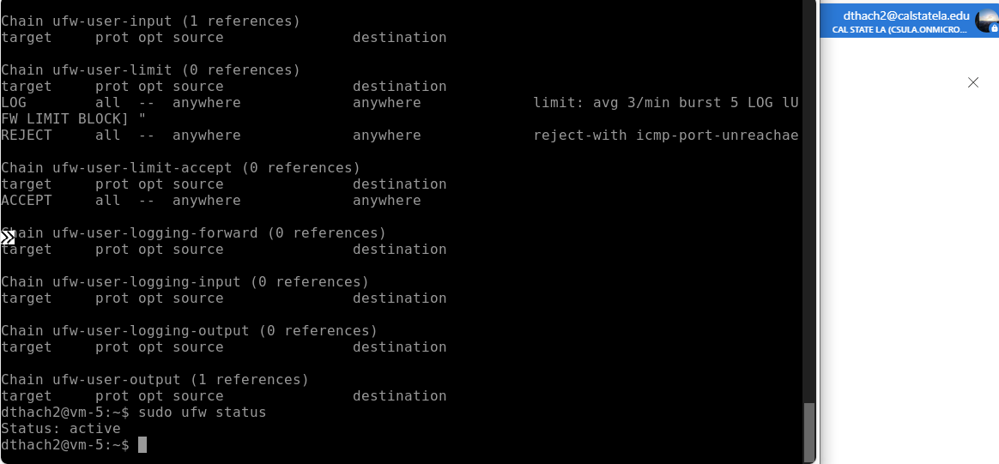 Chain ufw-user-input (1 references)
target     prot opt source               destination
Chain ufw-user-limit (0 references)
target     prot opt source               destination
LOG        all  --  anywhere             anywhere             limit: avg 3/min burst 5 LOG lU
FW LIMIT BLOCK] "
REJECT     all  --  anywhere             anywhere             reject-with icmp-port-unreachae
Chain ufw-user-limit-accept (0 references)
target     prot opt source               destination
ACCEPT     all  --  anywhere             anywhere
Chain ufw-user-logging-forward (0 references)
target     prot opt source               destination
Chain ufw-user-logging-input (0 references)
target     prot opt source               destination
Chain ufw-user-logging-output (0 references)
target     prot opt source               destination
Chain ufw-user-output (1 references)
target     prot opt source               destination
dthach2@vm-5:~$ sudo ufw status
Status: active
dthach2@vm-5:~$
dthach2@calstatela.edu
CAL STATE LA (CSULA.ONMICRO...